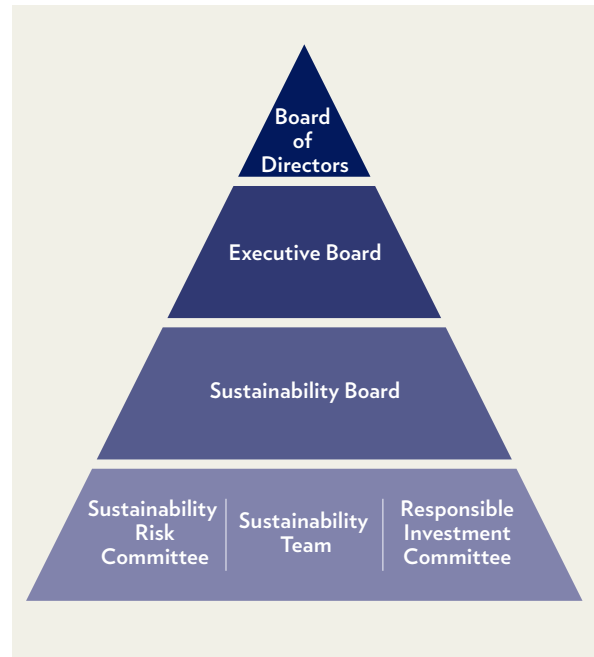 Board
of
Directors
Executive Board
Sustainability Board
Sustainability
Risk
Committee
Sustainability
Team
Responsible
Investment
Committee